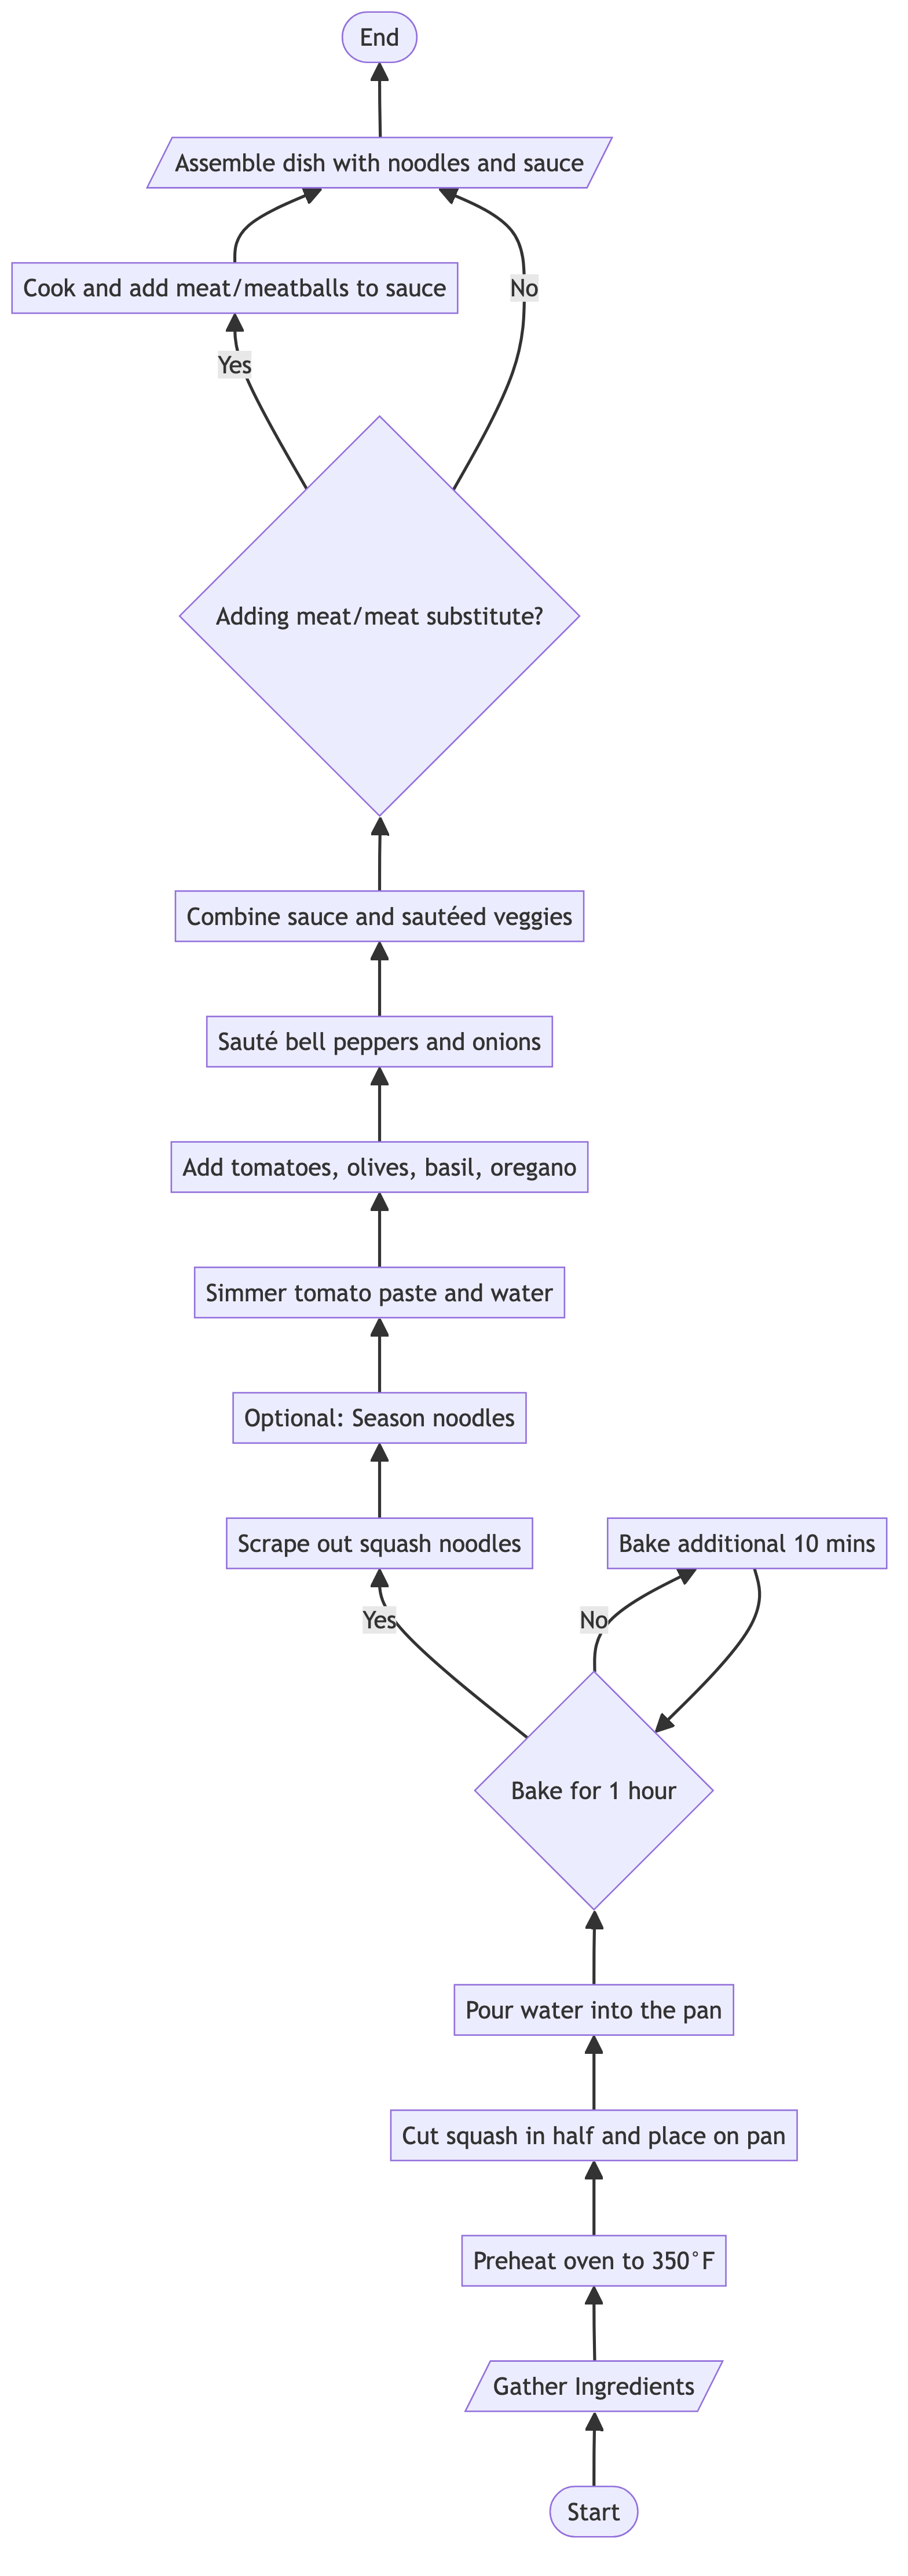 End
Assemble dish with noodles and sauce
Cook and add meat/meatballs to sauce
No
Yes
Adding meat/meat substitute?
Combine sauce and sautéed veggies
Sauté bell peppers and onions
Add tomatoes, olives, basil, oregano
Simmer tomato paste and water
Optional: Season noodles
Scrape out squash noodles
Bake additional 10 mins
Yes
No
Bake for 1 hour
Pour water into the pan
Cut squash in half and place on pan
Preheat oven to 350°F
Gather Ingredients
Start